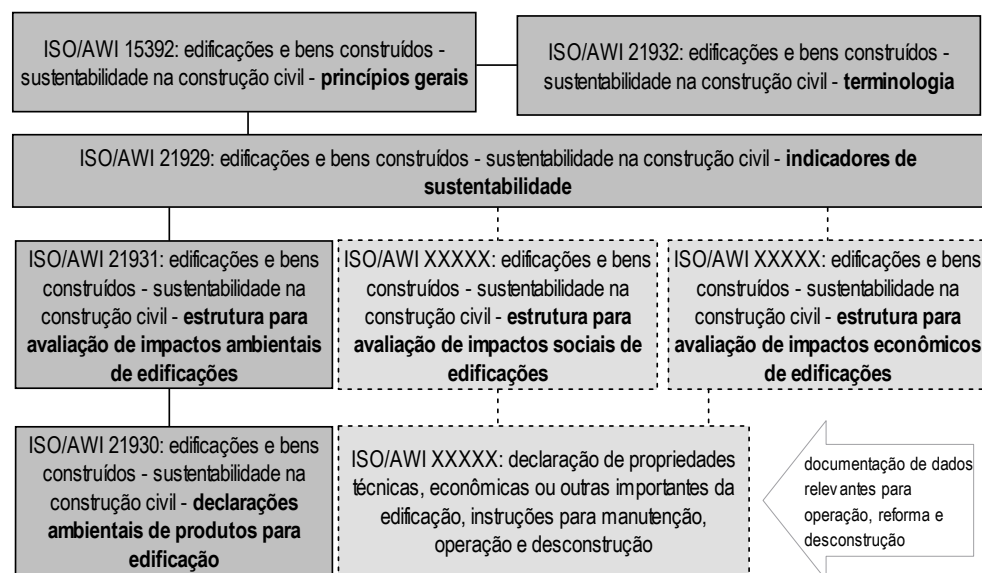 ISO/AWI 15392: edificações e bens construídos -
sustentabilidade na construção civil - princípios gerais
ISO/AWI 21932: edificações e bens construídos -
sustentabilidade na construção civil - terminologia
ISO/AWI 21929: edificações e bens construídos - sustentabilidade na construção civil - indicadores de
sustentabilidade
ISO/AWI 21931: edificações e bens
construídos - sustentabilidade na
construção civil - estrutura para
avaliação de impactos ambientais
de edificações
ISO/AWI XXXXX: edificações e bens
construídos - sustentabilidade na
construção civil - estrutura para
avaliação de impactos sociais de
edificações
ISO/AWI XXXXX: edificações e bens
construídos - sustentabilidade na
construção civil - estrutura para
avaliação de impactos econômicos
de edificações
ISO/AWI 21930: edificações e bens
construídos - sustentabilidade na
construção civil - declarações
ambientais de produtos para
edificação
ISO/AWI XXXXX: declaração de propriedades
técnicas, econômicas ou outras importantes da
edificação, instruções para manutenção,
operação e desconstrução
documentação de dados
relevantes para
operação, reforma e
desconstrução